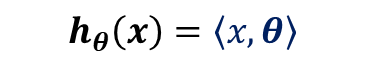 h_θ(x) = ⟨x, θ⟩